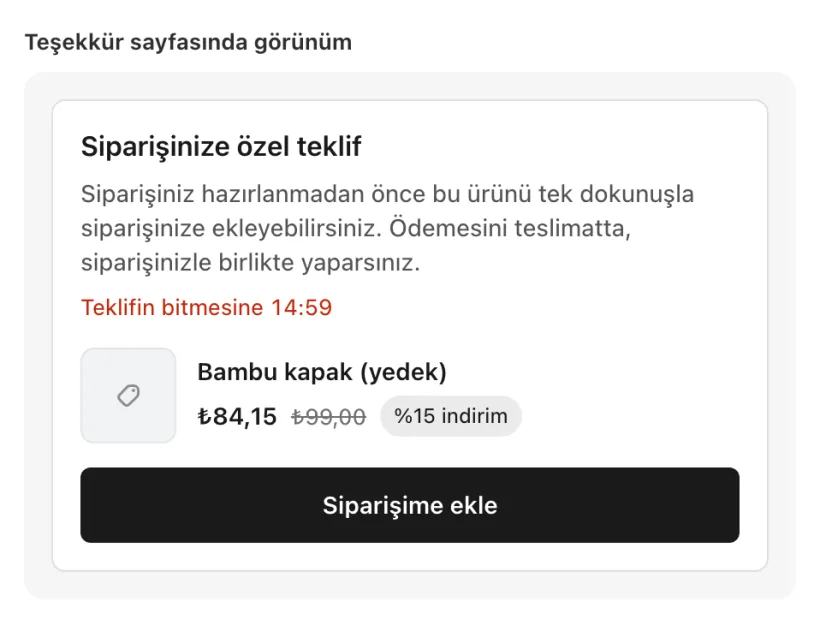 Teşekkür sayfasında görünüm
Siparişinize özel teklif
Siparişiniz hazırlanmadan önce bu ürünü tek dokunuşla
siparişinize ekleyebilirsiniz. Ödemesini teslimatta,
siparişinizle birlikte yaparsınız.
Teklifin bitmesine 14:59
Bambu kapak (yedek)
₺84,15 ₺99,00 %15 indirim
Siparişime ekle